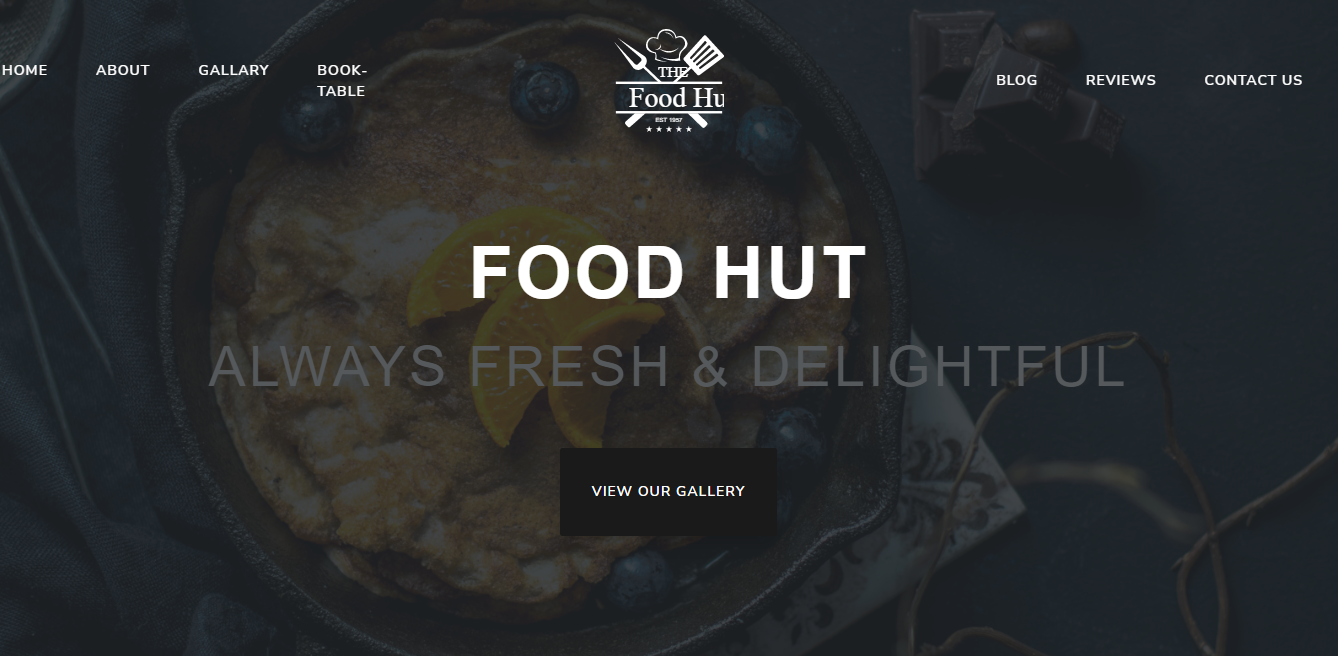 HOME
ABOUT
GALLARY
BOOK-
TABLE
THE
Food Hu
EST 1957
BLOG
REVIEWS
CONTACT US
FOOD HUT
ALWAYS FRESH & DELIGHTFUL
VIEW OUR GALLERY